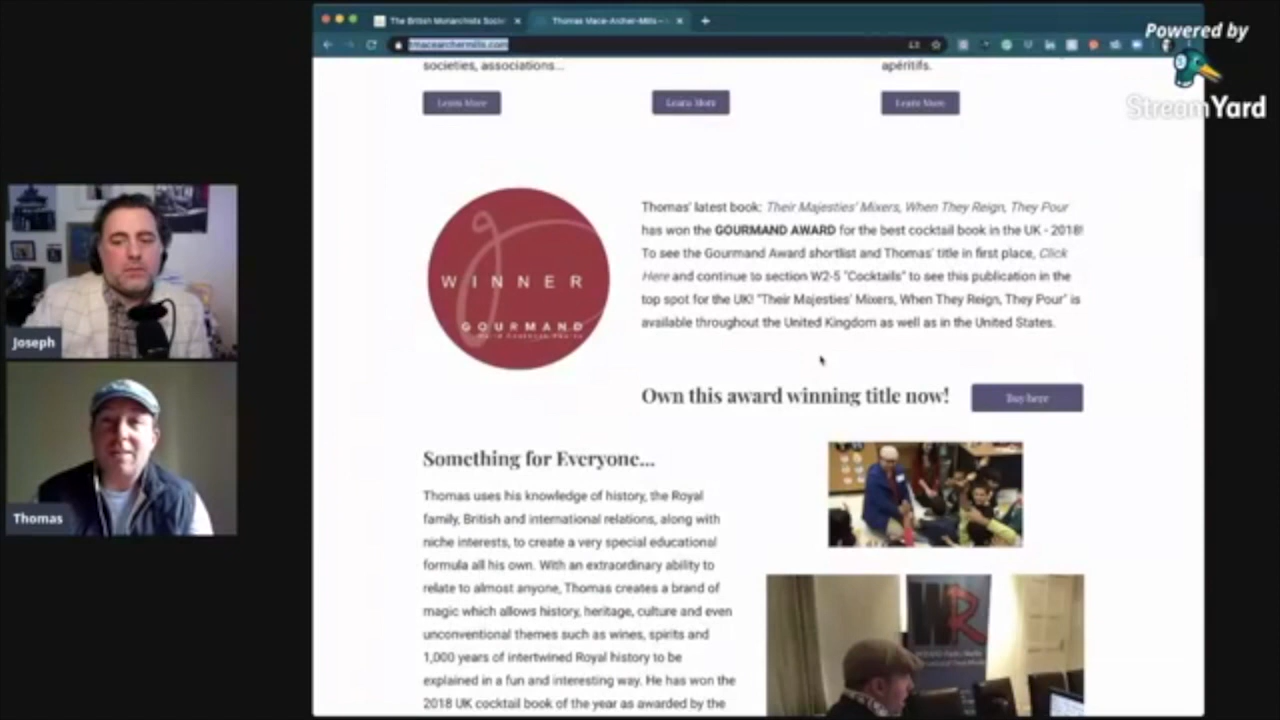 The British Monarchists Socie
Thomas Mace-Archer-Mills –
tmacearchermills.com
Powered by
StreamYard
societies, associations...
apéritifs.
Learn More
Learn More
Learn More
WINNER
GOURMAND
Thomas' latest book: Their Majesties' Mixers, When They Reign, They Pour
has won the GOURMAND AWARD for the best cocktail book in the UK - 2018!
To see the Gourmand Award shortlist and Thomas' title in first place, Click
Here and continue to section W2-5 "Cocktails" to see this publication in the
top spot for the UK! "Their Majesties' Mixers, When They Reign, They Pour" is
available throughout the United Kingdom as well as in the United States.
Own this award winning title now!
Buy here
Joseph
Thomas
Something for Everyone...
Thomas uses his knowledge of history, the Royal
family, British and international relations, along with
niche interests, to create a very special educational
formula all his own. With an extraordinary ability to
relate to almost anyone, Thomas creates a brand of
magic which allows history, heritage, culture and even
unconventional themes such as wines, spirits and
1,000 years of intertwined Royal history to be
explained in a fun and interesting way. He has won the
2018 UK cocktail book of the year as awarded by the
WR